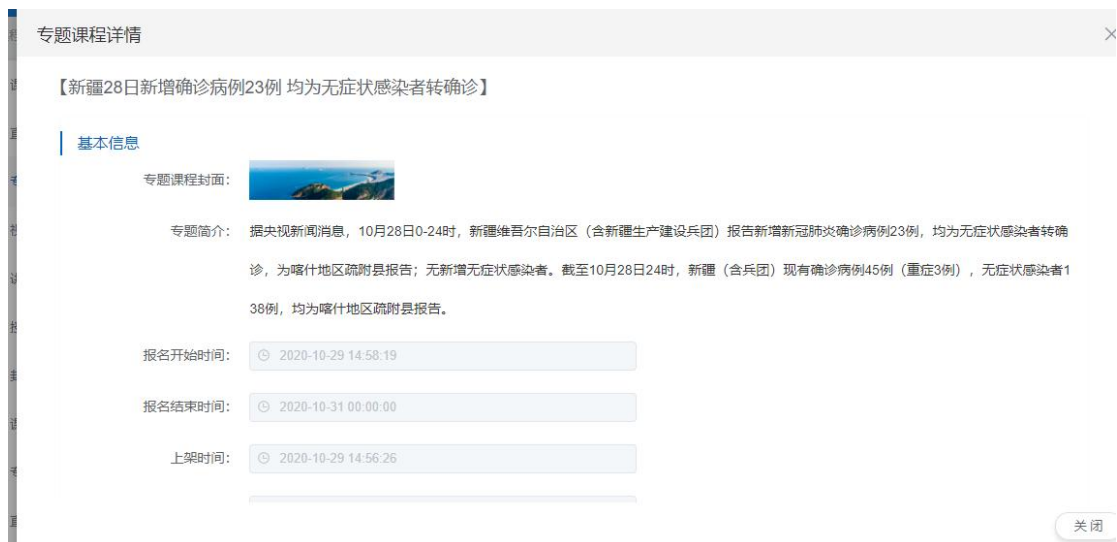 专题课程详情
【新疆28日新增确诊病例23例 均为无症状感染者转确诊】
基本信息
专题课程封面：
专题简介： 据央视新闻消息，10月28日0-24时，新疆维吾尔自治区（含新疆生产建设兵团）报告新增新冠肺炎确诊病例23例，均为无症状感染者转确
诊，为喀什地区疏附县报告；无新增无症状感染者。截至10月28日24时，新疆（含兵团）现有确诊病例45例（重症3例），无症状感染者1
38例，均为喀什地区疏附县报告。
报名开始时间： 2020-10-29 14:58:19
报名结束时间： 2020-10-31 00:00:00
上架时间： 2020-10-29 14:56:26
关闭